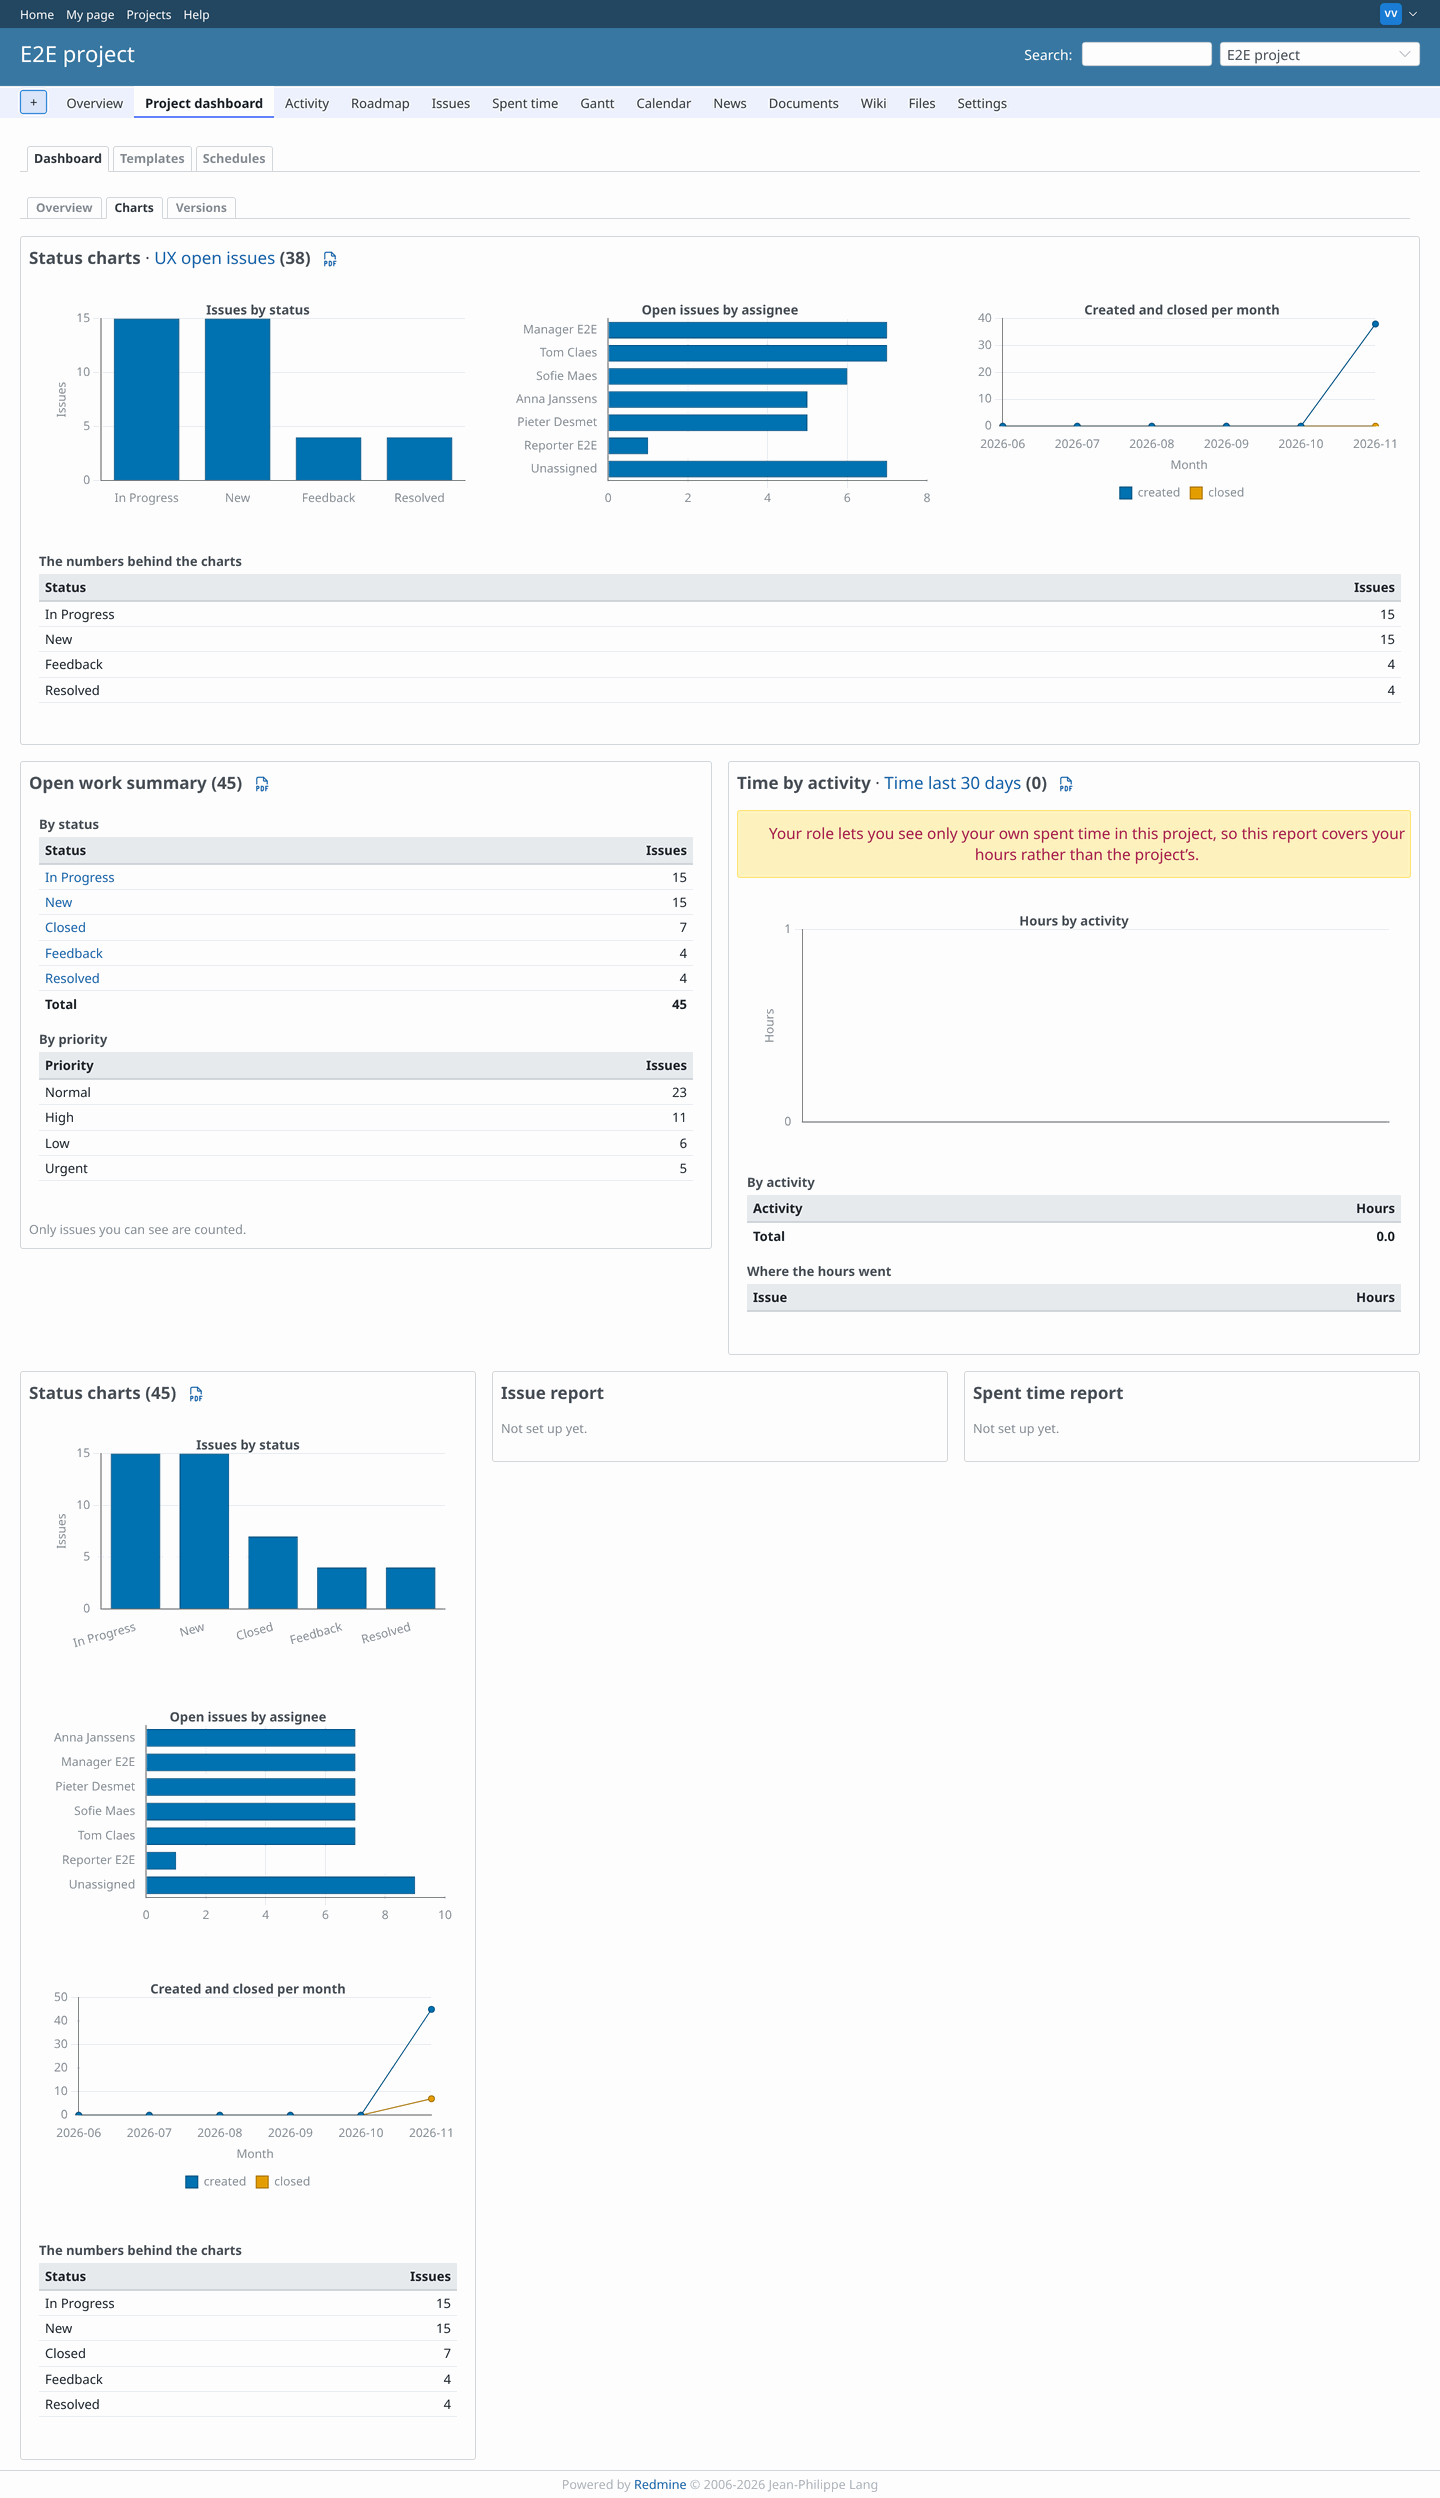 Home My page Projects Help VV
E2E project
Search: E2E project
+ Overview Project dashboard Activity Roadmap Issues Spent time Gantt Calendar News Documents Wiki Files Settings
Dashboard Templates Schedules
Overview Charts Versions
Status charts · UX open issues (38) PDF
Issues by status
15
10
5
0
Issues
In Progress New Feedback Resolved
Open issues by assignee
Manager E2E
Tom Claes
Sofie Maes
Anna Janssens
Pieter Desmet
Reporter E2E
Unassigned
0 2 4 6 8
Created and closed per month
40
30
20
10
0
2026-06 2026-07 2026-08 2026-09 2026-10 2026-11
Month
created closed
The numbers behind the charts
Status Issues
In Progress 15
New 15
Feedback 4
Resolved 4
Open work summary (45) PDF
By status
Status Issues
In Progress 15
New 15
Closed 7
Feedback 4
Resolved 4
Total 45
By priority
Priority Issues
Normal 23
High 11
Low 6
Urgent 5
Only issues you can see are counted.
Time by activity · Time last 30 days (0) PDF
Your role lets you see only your own spent time in this project, so this report covers your
hours rather than the project’s.
Hours by activity
1
Hours
0
By activity
Activity Hours
Total 0.0
Where the hours went
Issue Hours
Status charts (45) PDF
Issues by status
15
10
5
0
Issues
In Progress New Closed Feedback Resolved
Open issues by assignee
Anna Janssens
Manager E2E
Pieter Desmet
Sofie Maes
Tom Claes
Reporter E2E
Unassigned
0 2 4 6 8 10
Created and closed per month
50
40
30
20
10
0
2026-06 2026-07 2026-08 2026-09 2026-10 2026-11
Month
created closed
The numbers behind the charts
Status Issues
In Progress 15
New 15
Closed 7
Feedback 4
Resolved 4
Issue report
Not set up yet.
Spent time report
Not set up yet.
Powered by Redmine © 2006-2026 Jean-Philippe Lang